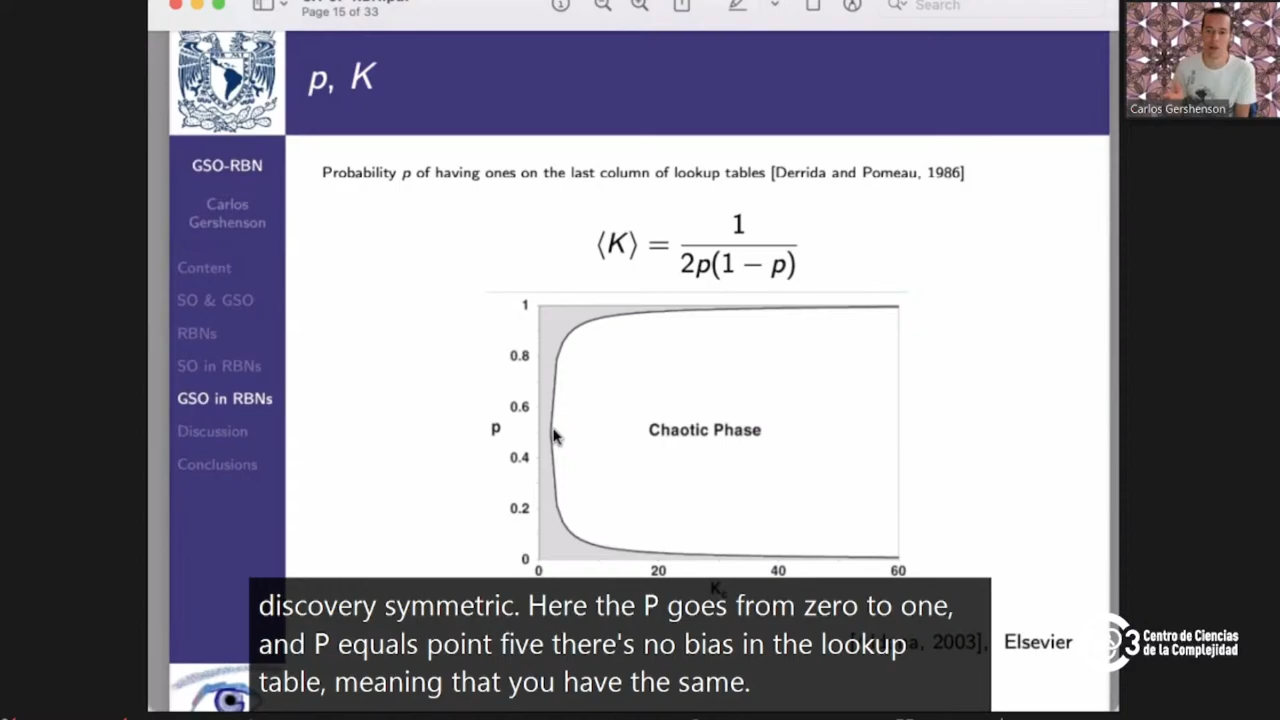 Page 15 of 33
Search
p, K
Carlos Gershenson
GSO-RBN
Carlos
Gershenson
Content
SO & GSO
RBNs
SO in RBNs
GSO in RBNs
Discussion
Conclusions
Probability p of having ones on the last column of lookup tables [Derrida and Pomeau, 1986]
⟨K⟩ = 1 / 2p(1 − p)
1
0.8
0.6
p
0.4
0.2
0
Chaotic Phase
0 20 40 60
K
2003], Elsevier
discovery symmetric. Here the P goes from zero to one,
and P equals point five there's no bias in the lookup
table, meaning that you have the same.
C3 Centro de Ciencias
de la Complejidad